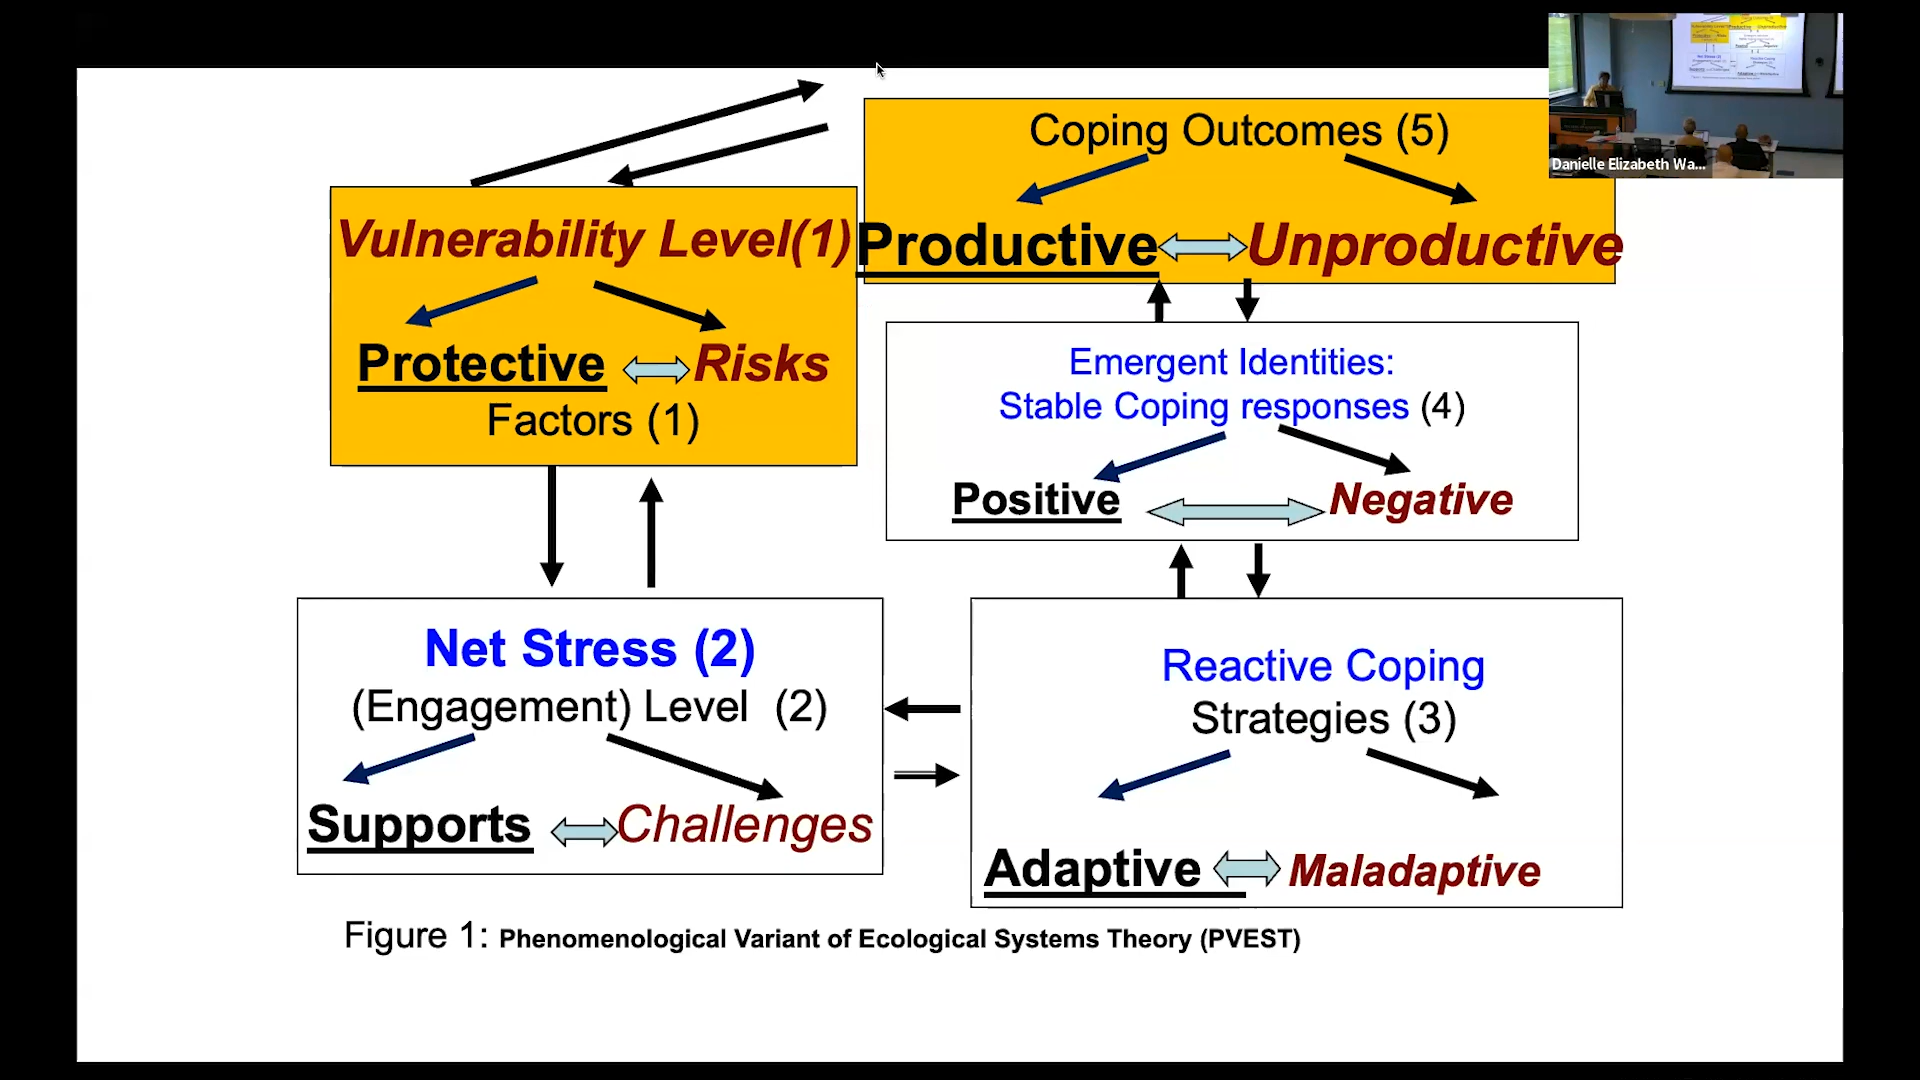 Coping Outcomes (5)
Productive Unproductive
Vulnerability Level(1)
Protective Risks
Factors (1)
Emergent Identities:
Stable Coping responses (4)
Positive Negative
Net Stress (2)
(Engagement) Level (2)
Supports Challenges
Reactive Coping
Strategies (3)
Adaptive Maladaptive
Figure 1: Phenomenological Variant of Ecological Systems Theory (PVEST)
Danielle Elizabeth Wa...